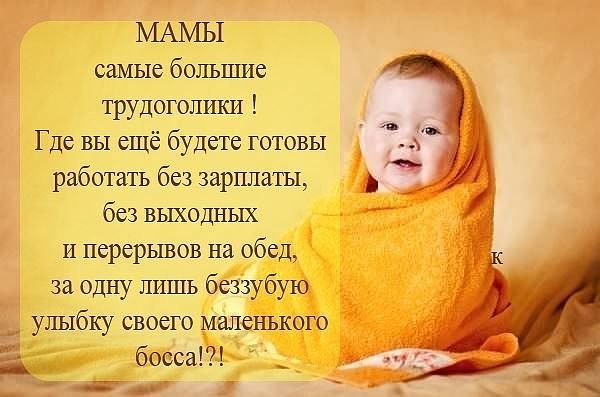 МАМЫ
самые большие
трудоголики !
Где вы ещё будете готовы
работать без зарплаты,
без выходных
и перерывов на обед,
за одну лишь беззубую
улыбку своего маленького
босса!?!
к